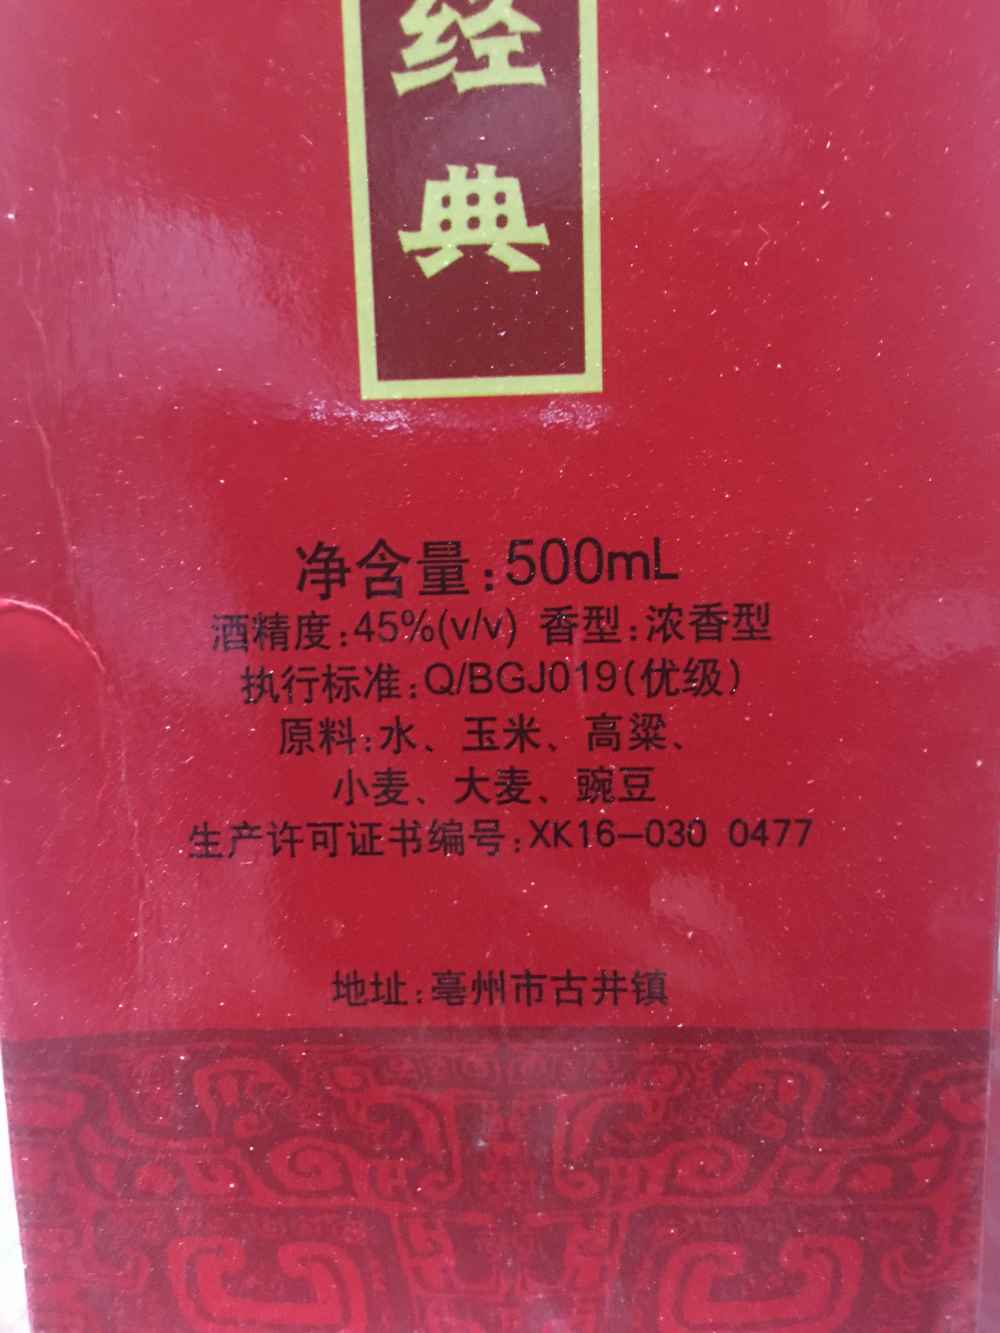 经
典
净含量:500mL
酒精度:45%(v/v) 香型:浓香型
执行标准:Q/BGJ019(优级)
原料:水、玉米、高粱、
小麦、大麦、豌豆
生产许可证书编号:XK16-030 0477
地址:亳州市古井镇